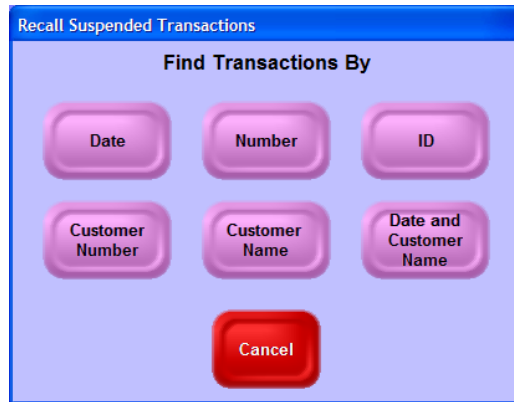 Recall Suspended Transactions
Find Transactions By
Date
Number
ID
Customer
Number
Customer
Name
Date and
Customer
Name
Cancel